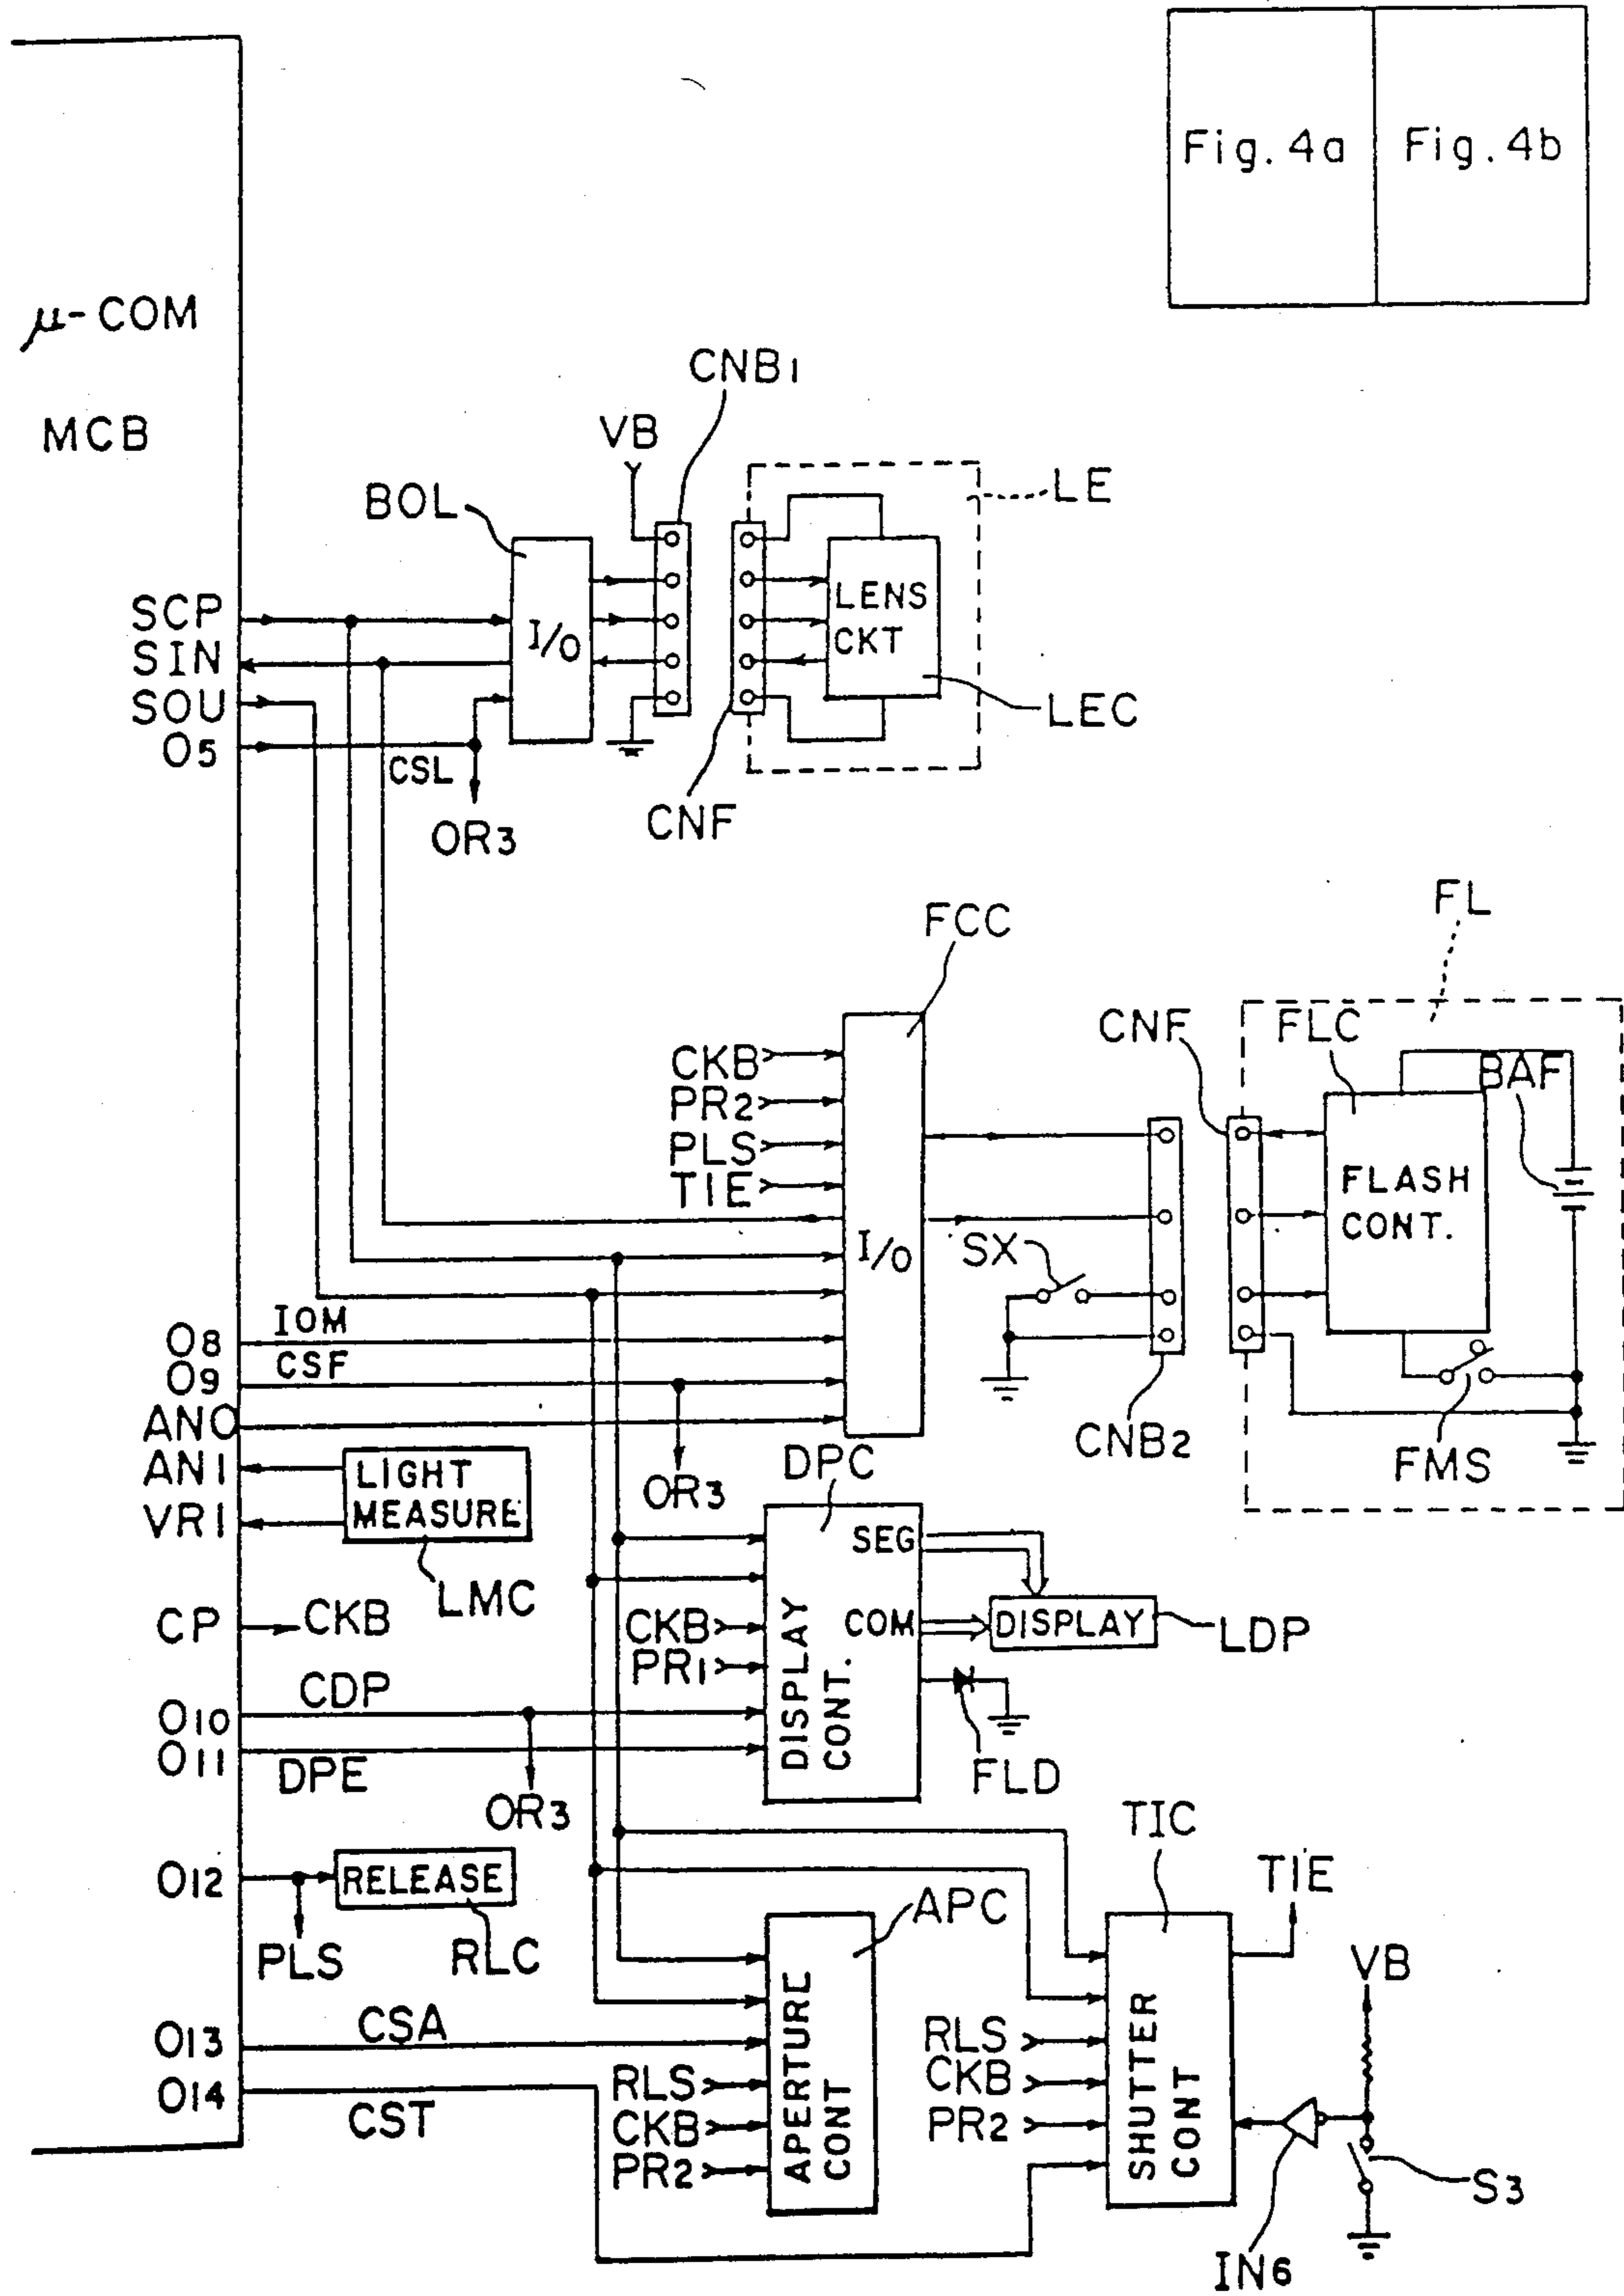 Fig. 4a Fig. 4b
μ-COM
MCB
CNB1
VB
LE
BOL
LENS
CKT
I/O
SCP
SIN
SOU
O5
CSL
LEC
CNF
OR3
FCC
FL
CNF
FLC
BAF
CKB
PR2
PLS
TIE
FLASH
CONT.
I/O
SX
IOM
O8
CSF
O9
ANO
CNB2
FMS
AN1
LIGHT
MEASURE
VR1
OR3
DPC
SEG
LMC
CP
CKB
CKB
COM
DISPLAY
LDP
PR1
DISPLAY
CONT.
CDP
O10
O11
DPE
FLD
OR3
TIC
O12
RELEASE
TIE
APC
PLS
RLC
VB
CSA
O13
RLS
RLS
CKB
O14
CST
CKB
PR2
PR2
APERTURE
CONT
SHUTTER
CONT
S3
IN6